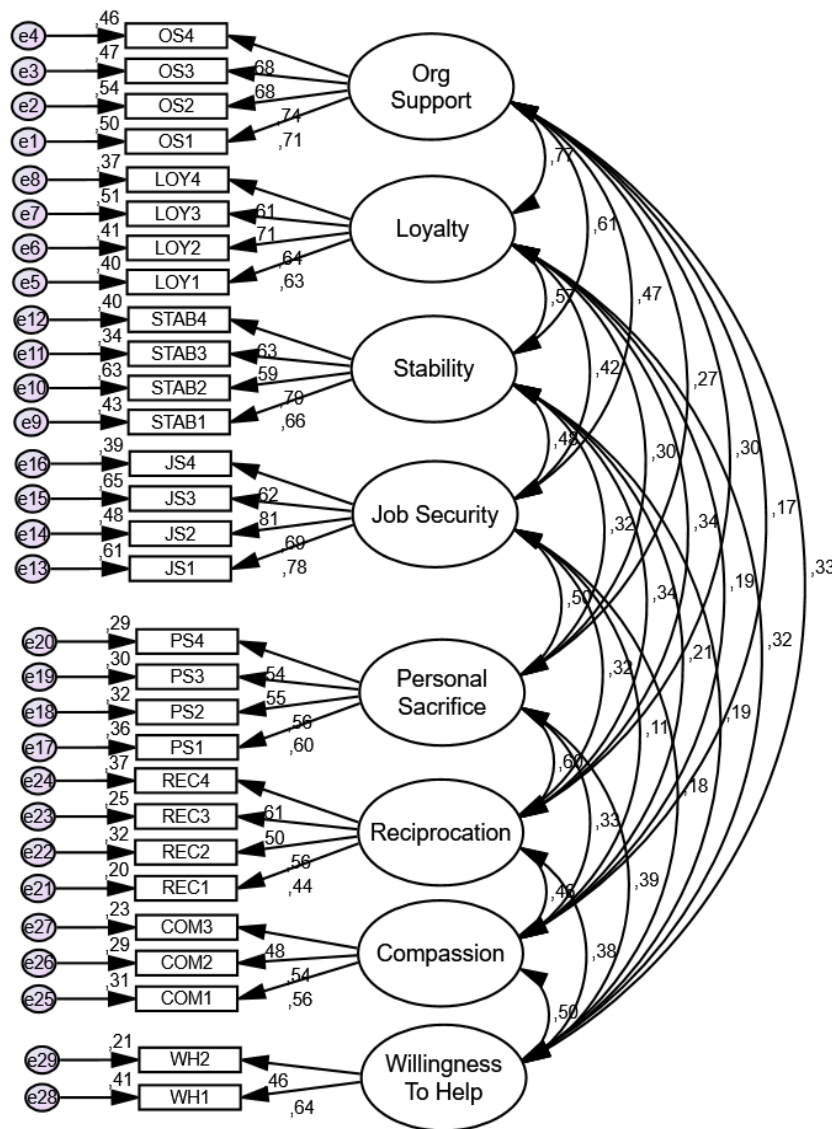 e4 ,46 OS4
e3 ,47 OS3 ,68
e2 ,54 OS2 ,68
e1 ,50 OS1 ,74
,71
Org
Support
e8 ,37 LOY4
e7 ,51 LOY3 ,61
e6 ,41 LOY2 ,71
e5 ,40 LOY1 ,64
,63
Loyalty
e12 ,40 STAB4
e11 ,34 STAB3 ,63
e10 ,63 STAB2 ,59
e9 ,43 STAB1 ,79
,66
Stability
e16 ,39 JS4
e15 ,65 JS3 ,62
e14 ,48 JS2 ,81
e13 ,61 JS1 ,69
,78
Job Security
e20 ,29 PS4
e19 ,30 PS3 ,54
e18 ,32 PS2 ,55
e17 ,36 PS1 ,56
,60
Personal
Sacrifice
e24 ,37 REC4
e23 ,25 REC3 ,61
e22 ,32 REC2 ,50
e21 ,20 REC1 ,56
,44
Reciprocation
e27 ,23 COM3
e26 ,29 COM2 ,48
e25 ,31 COM1 ,54
,56
Compassion
e29 ,21 WH2
e28 ,41 WH1 ,46
,64
Willingness
To Help
,77
,61
,57
,47
,42
,27
,48
,30
,30
,17
,32
,34
,33
,50
,34
,19
,32
,32
,21
,11
,19
,60
,33
,18
,39
,46
,38
,50